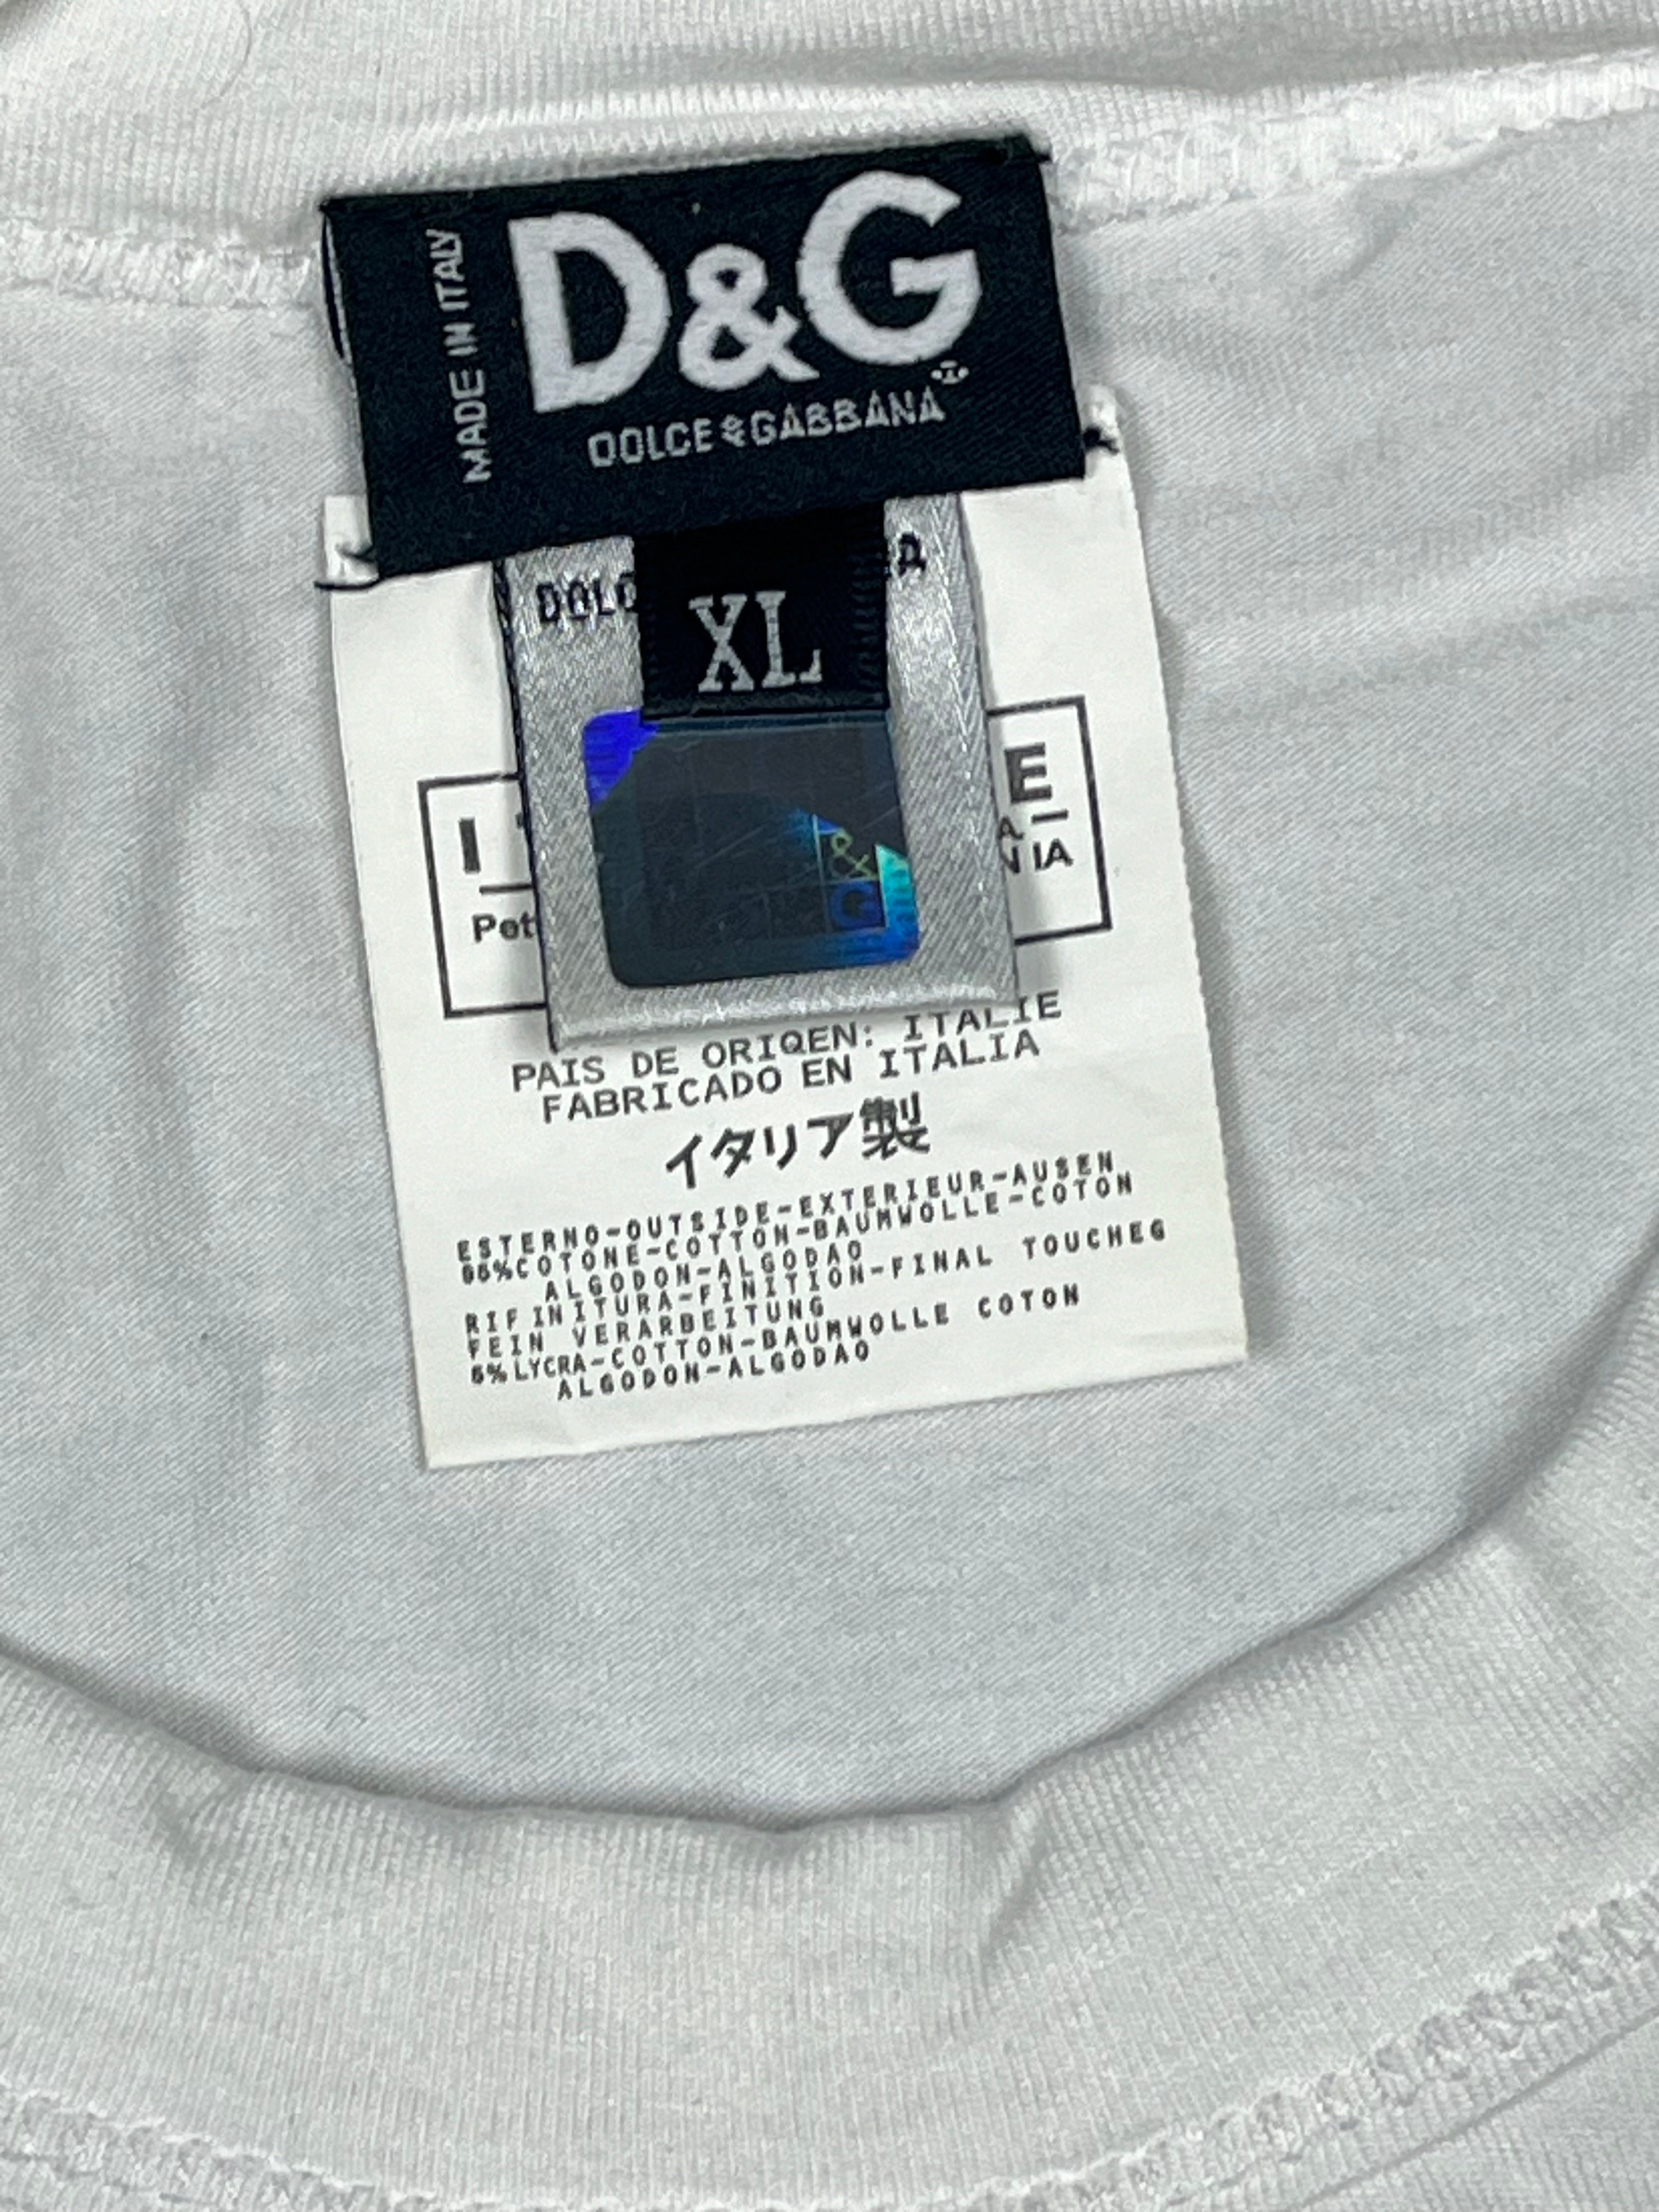 MADE IN ITALY
D&G
DOLCE&GABBANA
XL
&
G
E
IA
PAIS DE ORIQEN: ITALIE
FABRICADO EN ITALIA
イタリア製
ESTERNO-OUTSIDE-EXTERIEUR-AUSEN
COTONE-COTTON-BAUMWOLLE-COTON
ALGODON-ALGODAO
RIFINITURA-FINITION-FINAL TOUCHEG
FEIN VERARBEITUNG
LYCRA-COTTON-BAUMWOLLE COTON
ALGODON-ALGODAO